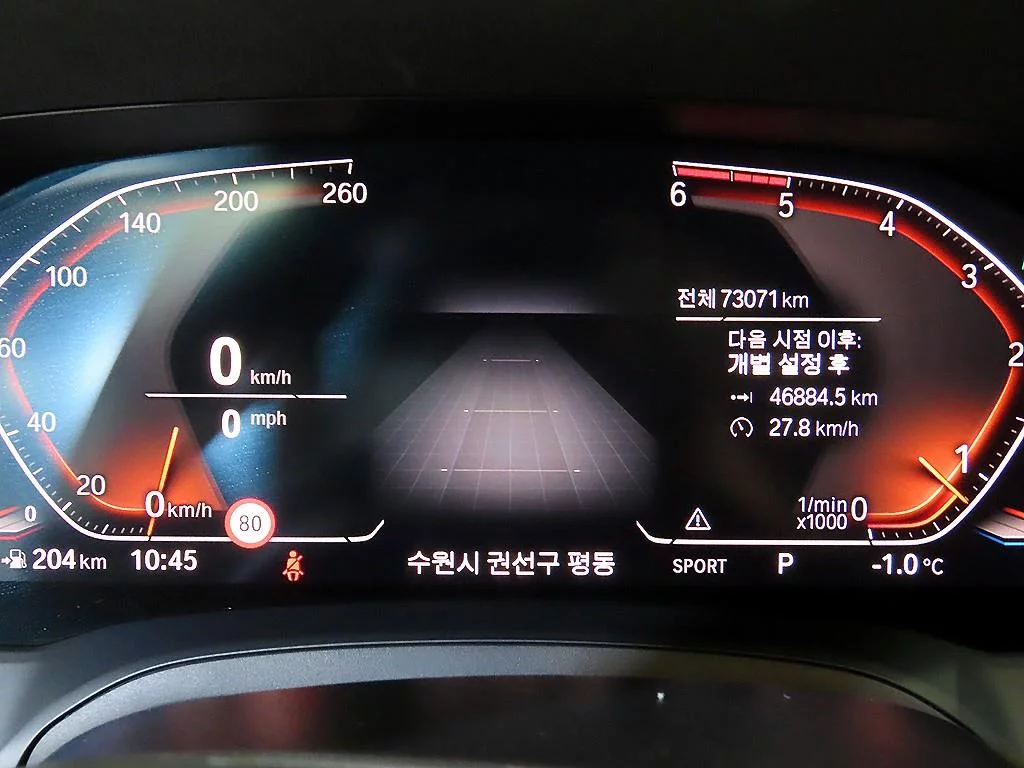 260
200
140
100
60
40
20
0 km/h
0
0 km/h
0 mph
80
6
5
4
3
2
1
0
1/min
x1000
전체 73071 km
다음 시점 이후:
개별 설정 후
46884.5 km
27.8 km/h
204 km
10:45
수원시 권선구 평동
SPORT
P
-1.0 °C